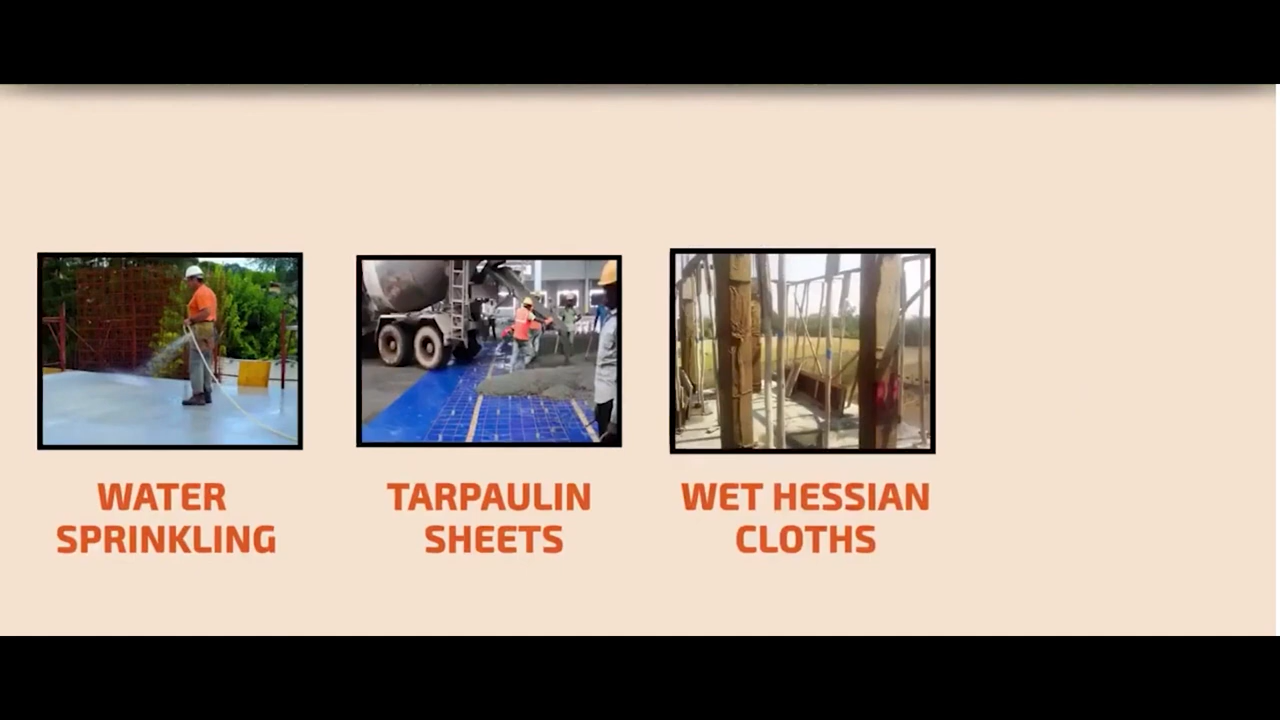 WATER
SPRINKLING
TARPAULIN
SHEETS
WET HESSIAN
CLOTHS